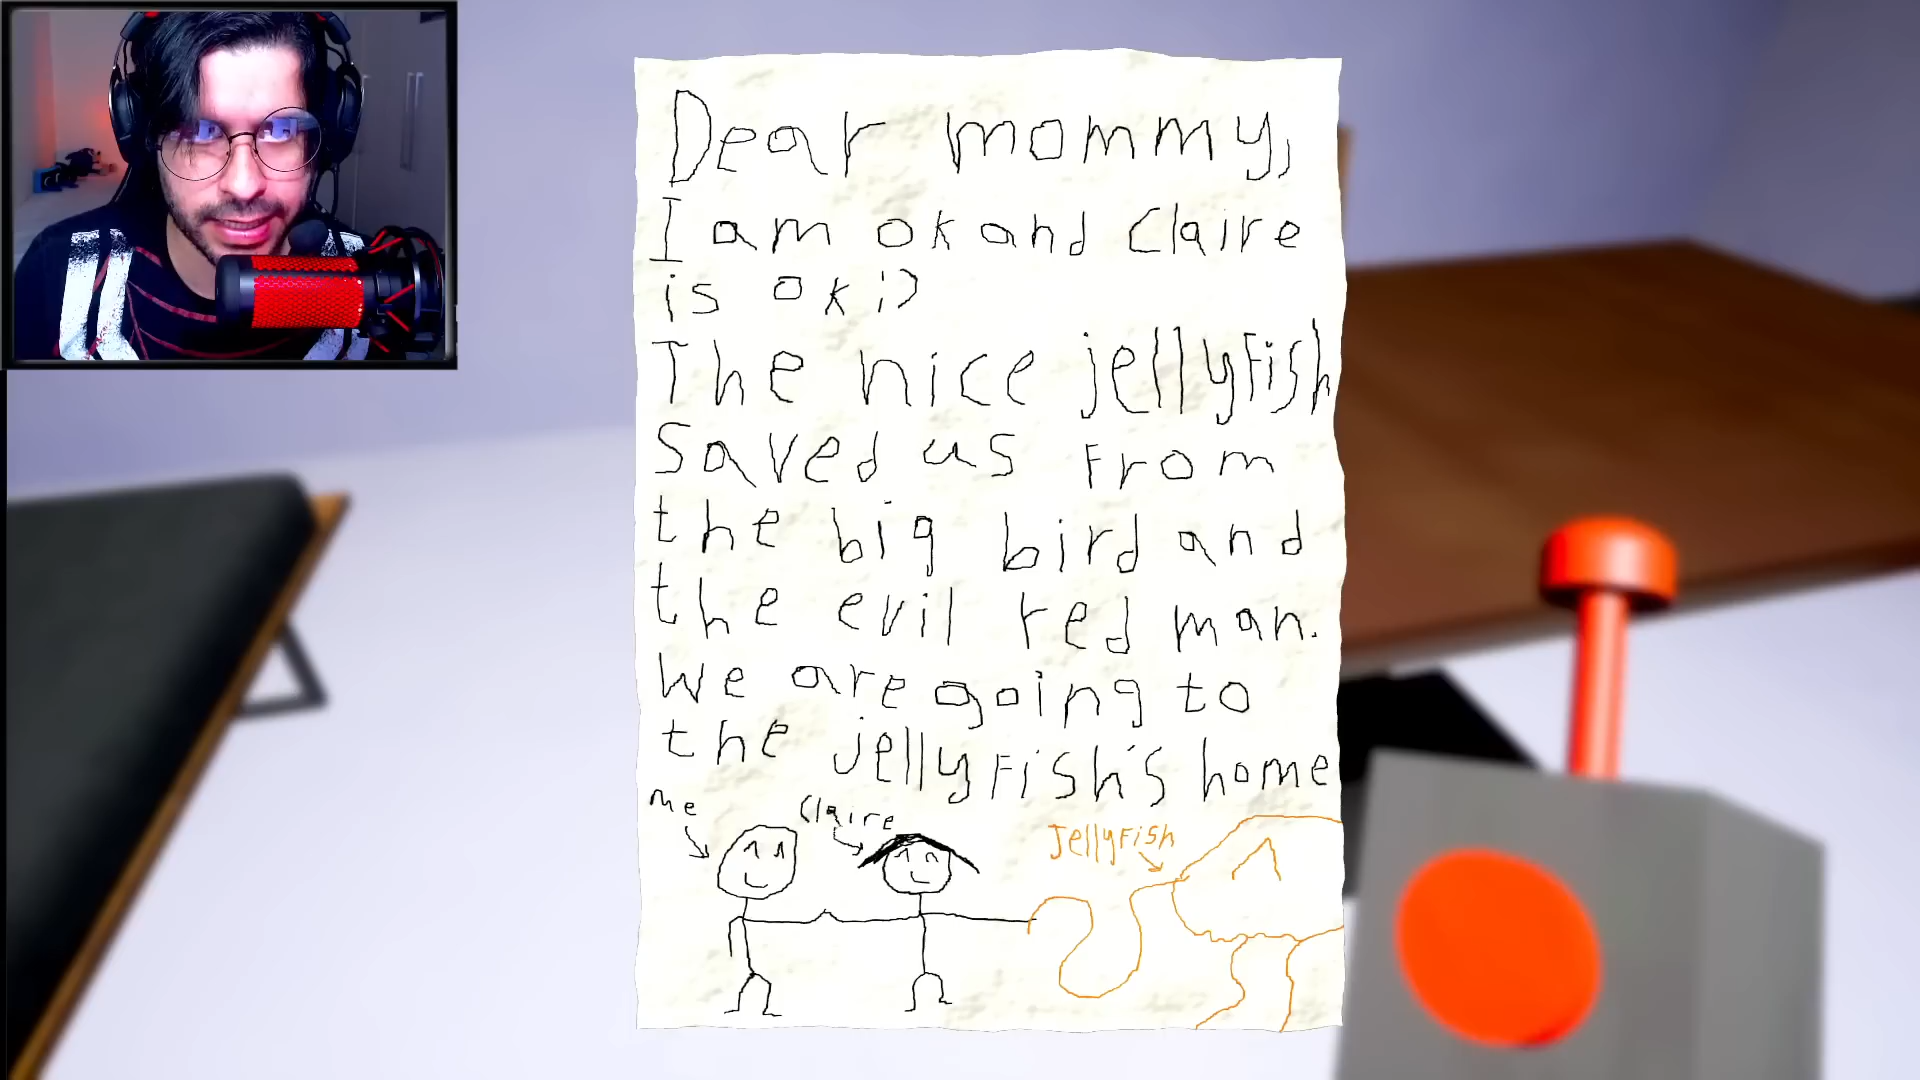 Dear mommy,
I am ok and Claire
is ok :)
The nice jellyfish
saved us from
the big bird and
the evil red man.
We are going to
the jellyfish's home
Me
Claire
Jellyfish